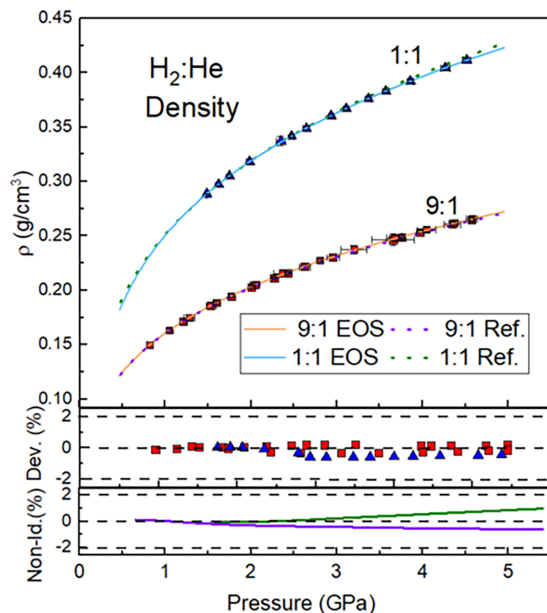 0.45
0.40
0.35
0.30
0.25
0.20
0.15
0.10
ρ (g/cm³)
H₂:He
Density
1:1
9:1
9:1 EOS
9:1 Ref.
1:1 EOS
1:1 Ref.
2
0
-2
Dev. (%)
2
0
-2
Non-Id.(%)
0
1
2
3
4
5
Pressure (GPa)